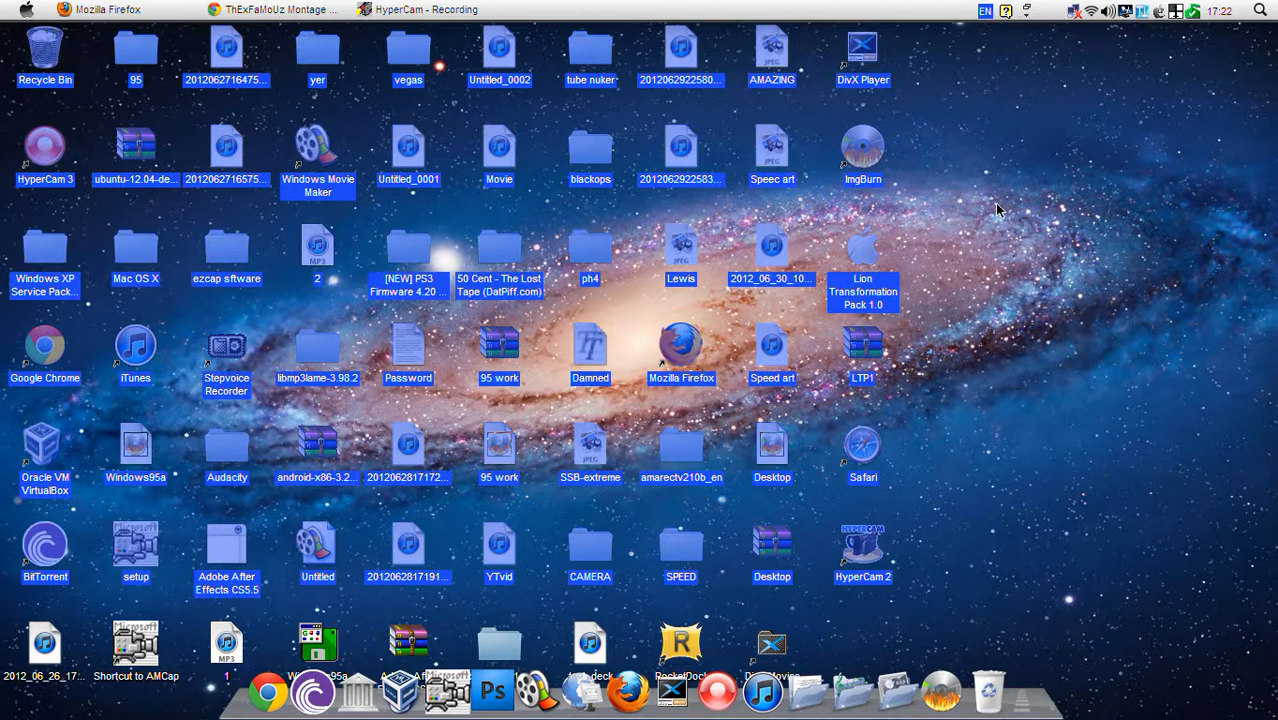 Mozilla Firefox
ThExFaMoUz Montage ...
HyperCam - Recording
EN
17:22
Recycle Bin
95
2012062716475...
yer
vegas
Untitled_0002
tube nuker
2012062922580...
AMAZING
DivX Player
HyperCam 3
ubuntu-12.04-de...
2012062716575...
Windows Movie
Maker
Untitled_0001
Movie
blackops
2012062922583...
Speec art
ImgBurn
Windows XP
Service Pack...
Mac OS X
ezcap sftware
2
[NEW] PS3
Firmware 4.20 ...
50 Cent - The Lost
Tape (DatPiff.com)
ph4
Lewis
2012_06_30_10...
Lion
Transformation
Pack 1.0
Google Chrome
iTunes
Stepvoice
Recorder
libmp3lame-3.98.2
Password
95 work
Damned
Mozilla Firefox
Speed art
LTP1
Oracle VM
VirtualBox
Windows95a
Audacity
android-x86-3.2...
2012062817172...
95 work
SSB-extreme
amarectv210b_en
Desktop
Safari
BitTorrent
setup
Adobe After
Effects CS5.5
Untitled
2012062817191...
YTvid
CAMERA
SPEED
Desktop
HyperCam 2
2012_06_26_17...
Shortcut to AMCap
1
MP3
JPEG
Ps